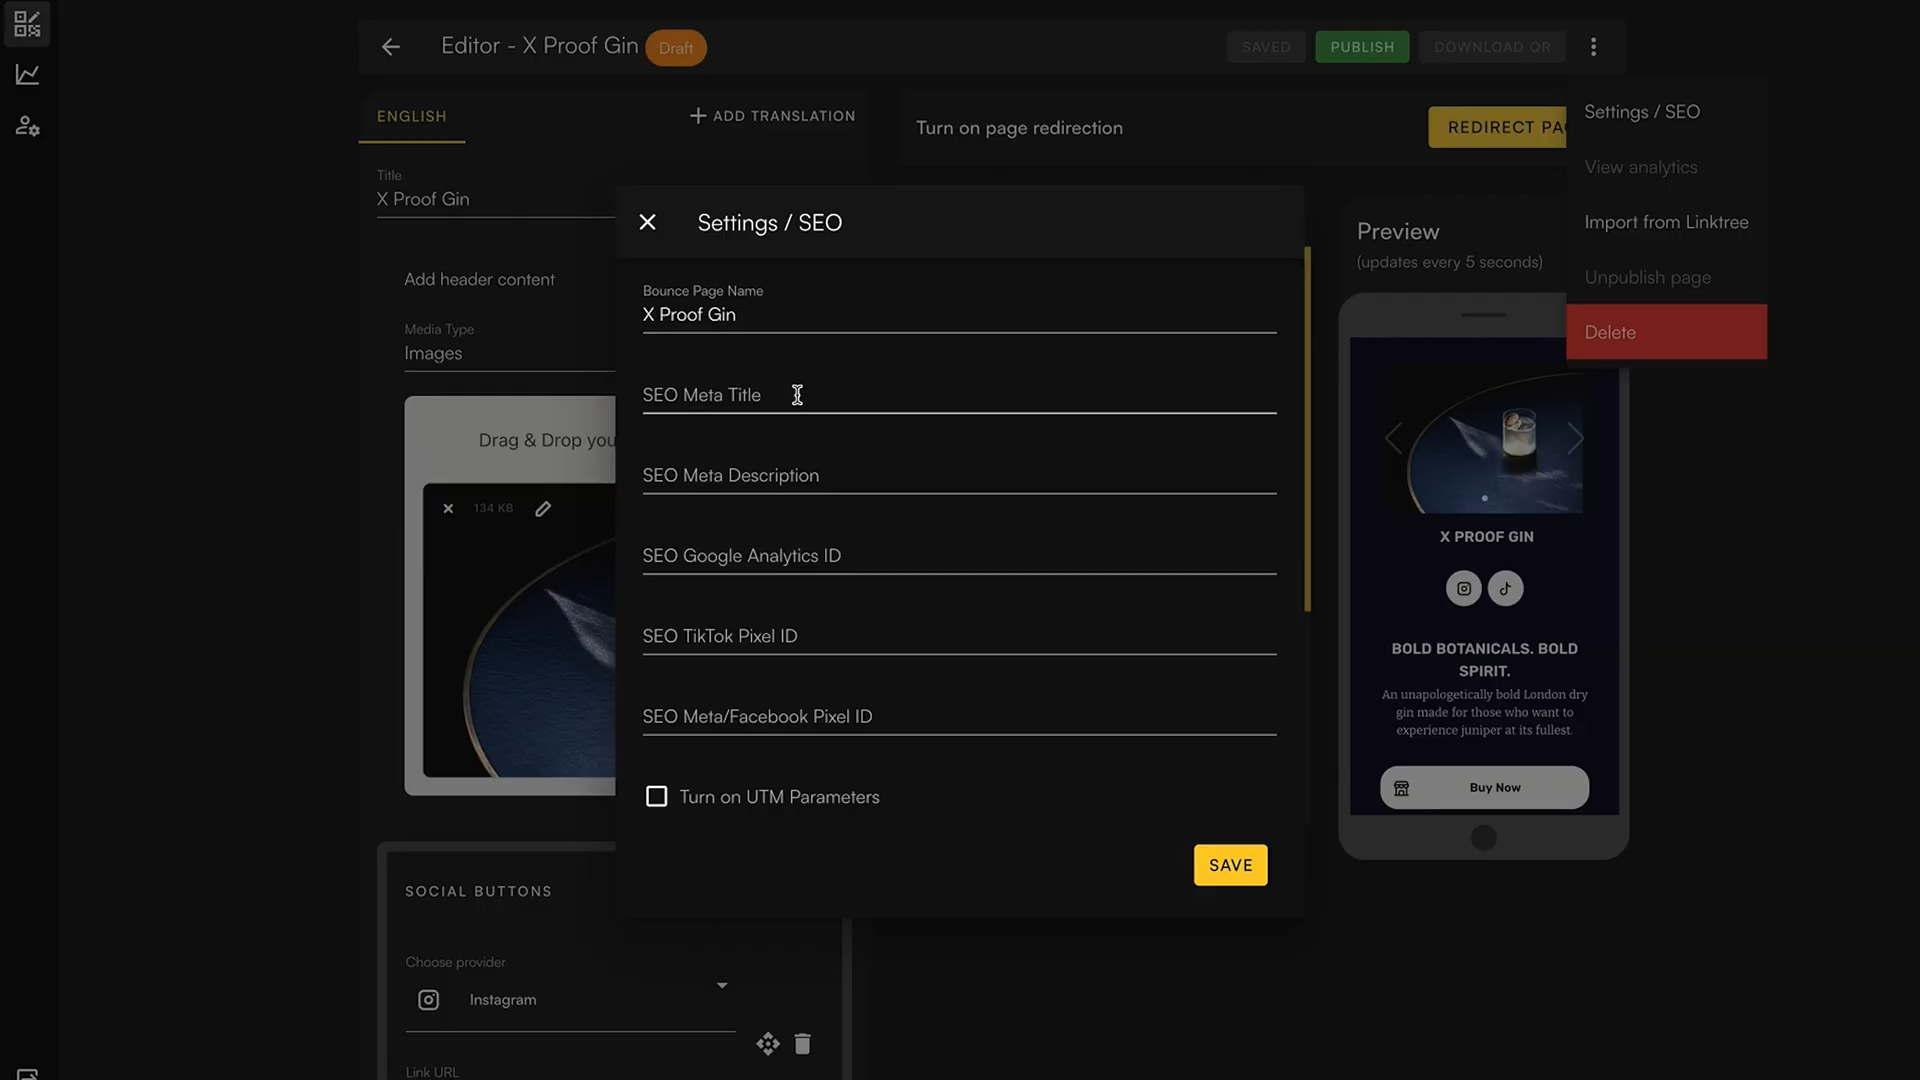 Editor - X Proof Gin
Draft
SAVED
PUBLISH
DOWNLOAD QR
ENGLISH
ADD TRANSLATION
Turn on page redirection
REDIRECT PA
Settings / SEO
View analytics
Import from Linktree
Unpublish page
Delete
Title
X Proof Gin
Add header content
Media Type
Images
Drag & Drop you
134 KB
SOCIAL BUTTONS
Choose provider
Instagram
Link URL
Settings / SEO
Bounce Page Name
X Proof Gin
SEO Meta Title
SEO Meta Description
SEO Google Analytics ID
SEO TikTok Pixel ID
SEO Meta/Facebook Pixel ID
Turn on UTM Parameters
SAVE
Preview
(updates every 5 seconds)
X PROOF GIN
BOLD BOTANICALS. BOLD
SPIRIT.
An unapologetically bold London dry
gin made for those who want to
experience juniper at its fullest.
Buy Now